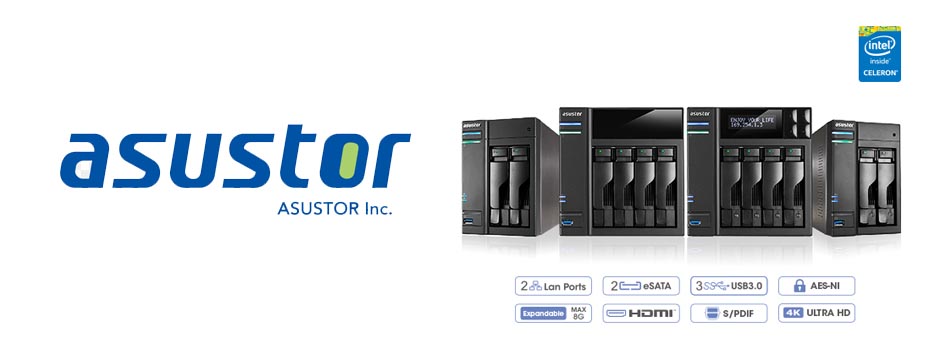 asustor
ASUSTOR Inc.
intel
inside
CELERON
asustor
asustor
asustor
ENJOY YOUR LIFE
169.254.1.3
asustor
2 Lan Ports
2 eSATA
3 USB3.0
AES-NI
Expandable MAX 8G
HDMI
S/PDIF
4K ULTRA HD